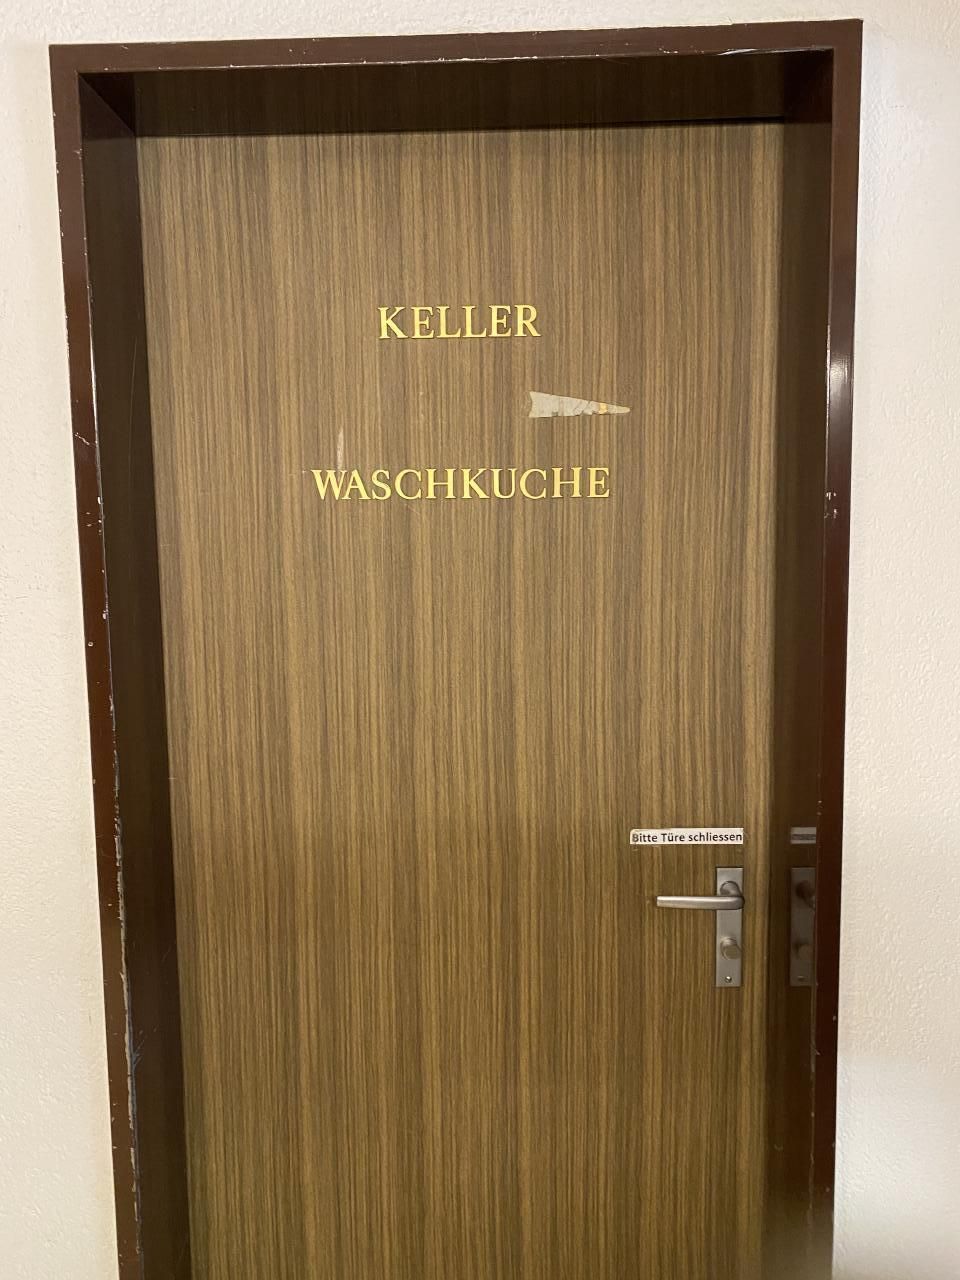 KELLER
WASCHKUCHE
Bitte Türe schliessen